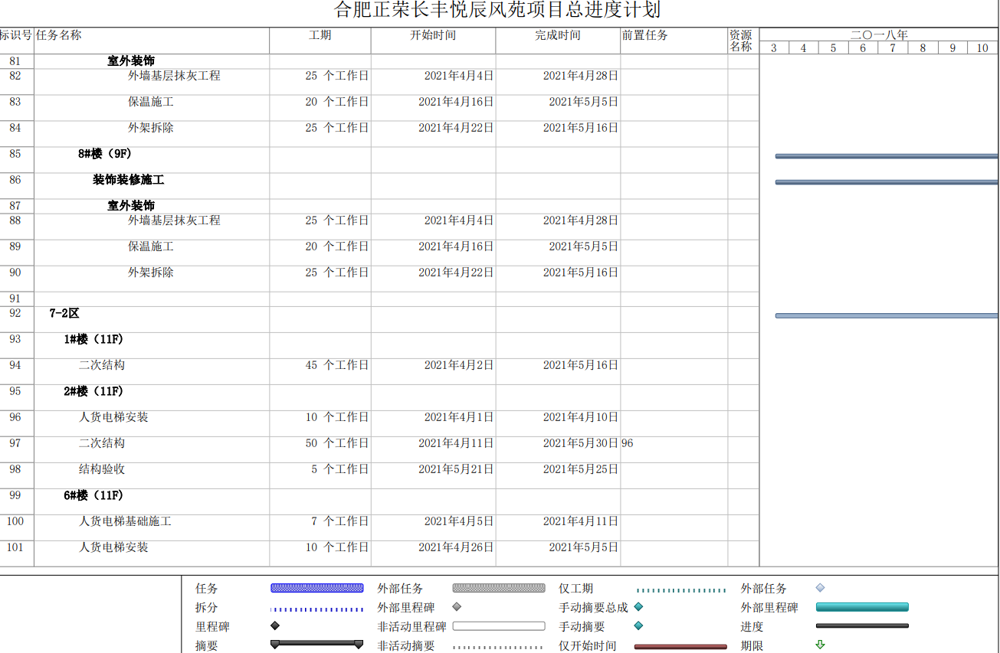 合肥正荣长丰悦辰风苑项目总进度计划
标识号 任务名称 工期 开始时间 完成时间 前置任务 资源名称 二〇一八年
3 4 5 6 7 8 9 10
81 室外装饰
82 外墙基层抹灰工程 25 个工作日 2021年4月4日 2021年4月28日
83 保温施工 20 个工作日 2021年4月16日 2021年5月5日
84 外架拆除 25 个工作日 2021年4月22日 2021年5月16日
85 8#楼（9F）
86 装饰装修施工
87 室外装饰
88 外墙基层抹灰工程 25 个工作日 2021年4月4日 2021年4月28日
89 保温施工 20 个工作日 2021年4月16日 2021年5月5日
90 外架拆除 25 个工作日 2021年4月22日 2021年5月16日
91
92 7-2区
93 1#楼（11F）
94 二次结构 45 个工作日 2021年4月2日 2021年5月16日
95 2#楼（11F）
96 人货电梯安装 10 个工作日 2021年4月1日 2021年4月10日
97 二次结构 50 个工作日 2021年4月11日 2021年5月30日 96
98 结构验收 5 个工作日 2021年5月21日 2021年5月25日
99 6#楼（11F）
100 人货电梯基础施工 7 个工作日 2021年4月5日 2021年4月11日
101 人货电梯安装 10 个工作日 2021年4月26日 2021年5月5日
任务 外部任务 仅工期 外部任务
拆分 外部里程碑 手动摘要总成 外部里程碑
里程碑 非活动里程碑 手动摘要 进度
摘要 非活动摘要 仅开始时间 期限